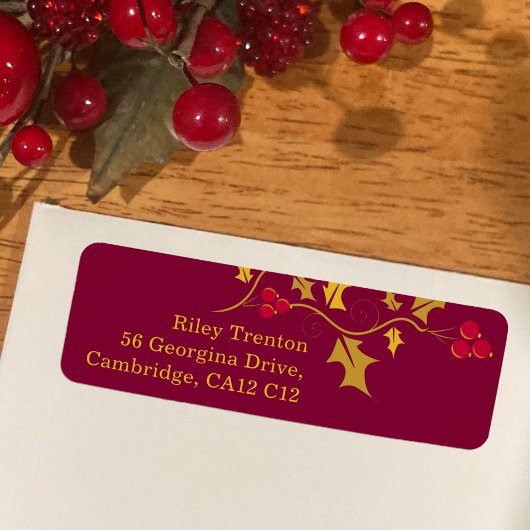 Riley Trenton
56 Georgina Drive,
Cambridge, CA12 C12